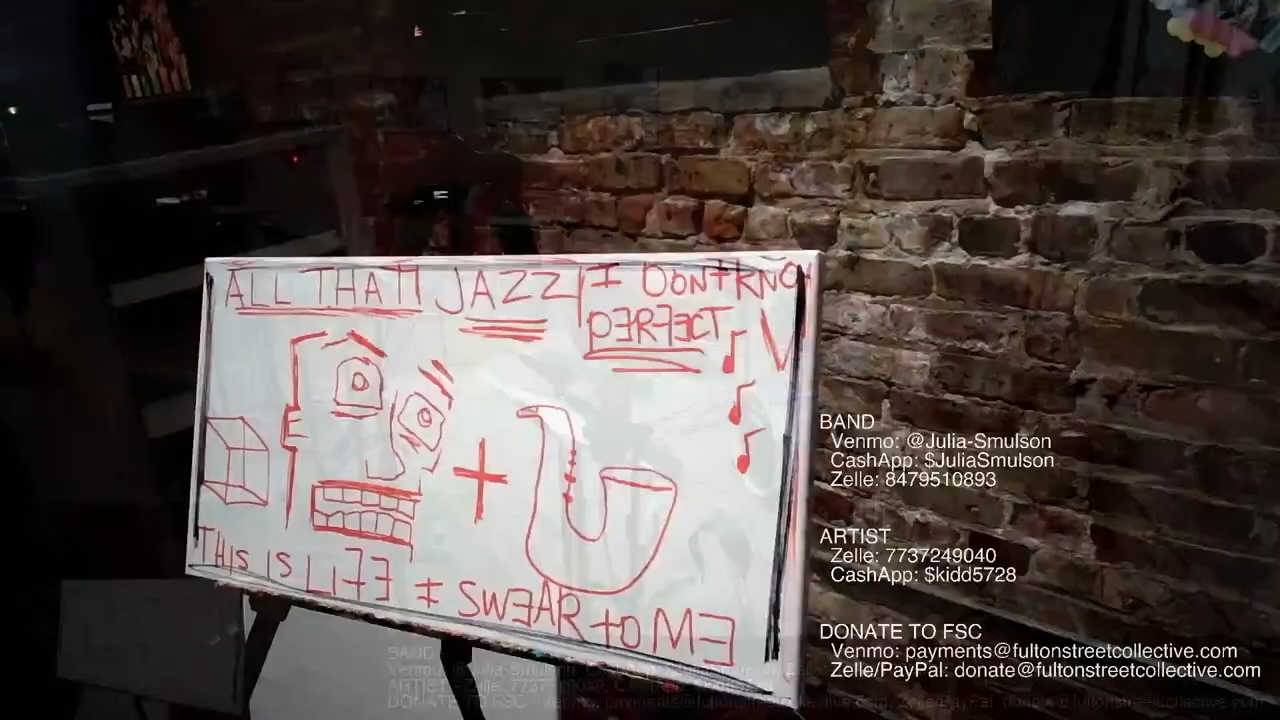 ALL THAT JAZZ
I DONT KNO
PERFECT
THIS IS LIFE I SWEAR to ME
BAND
Venmo: @Julia-Smulson
CashApp: $JuliaSmulson
Zelle: 8479510893
ARTIST
Zelle: 7737249040
CashApp: $kidd5728
DONATE TO FSC
Venmo: payments@fultonstreetcollective.com
Zelle/PayPal: donate@fultonstreetcollective.com